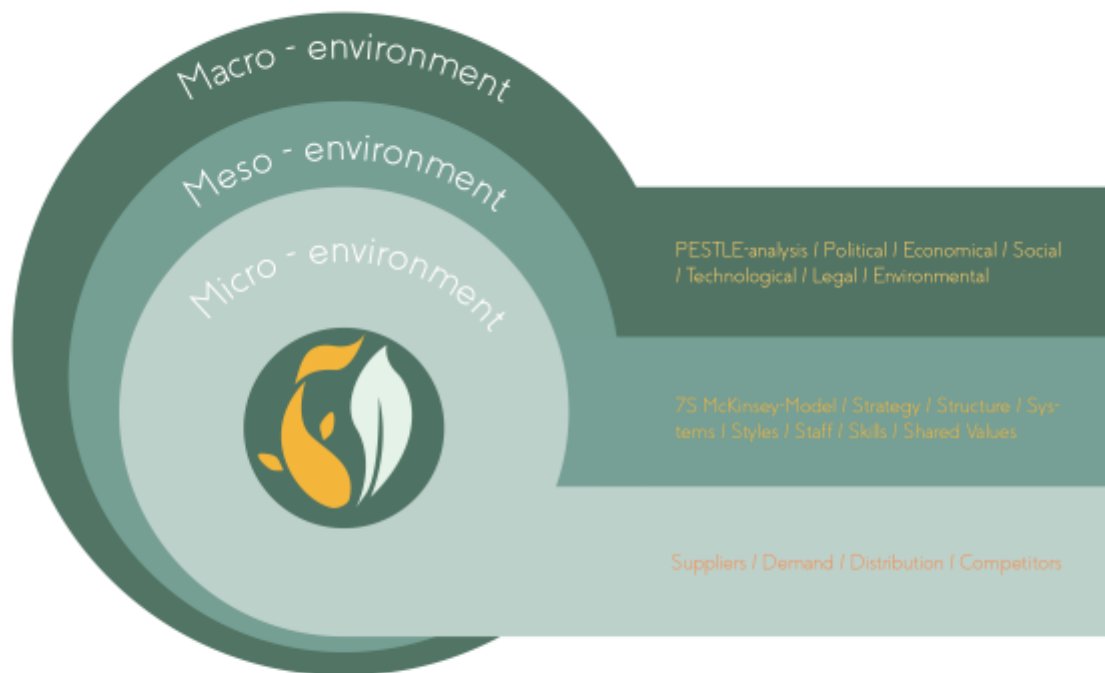 Macro - environment
Meso - environment
Micro - environment
PESTLE-analysis / Political / Economical / Social
/ Technological / Legal / Environmental
7S McKinsey-Model / Strategy / Structure / Sys-
tems / Styles / Staff / Skills / Shared Values
Suppliers / Demand / Distribution / Competitors